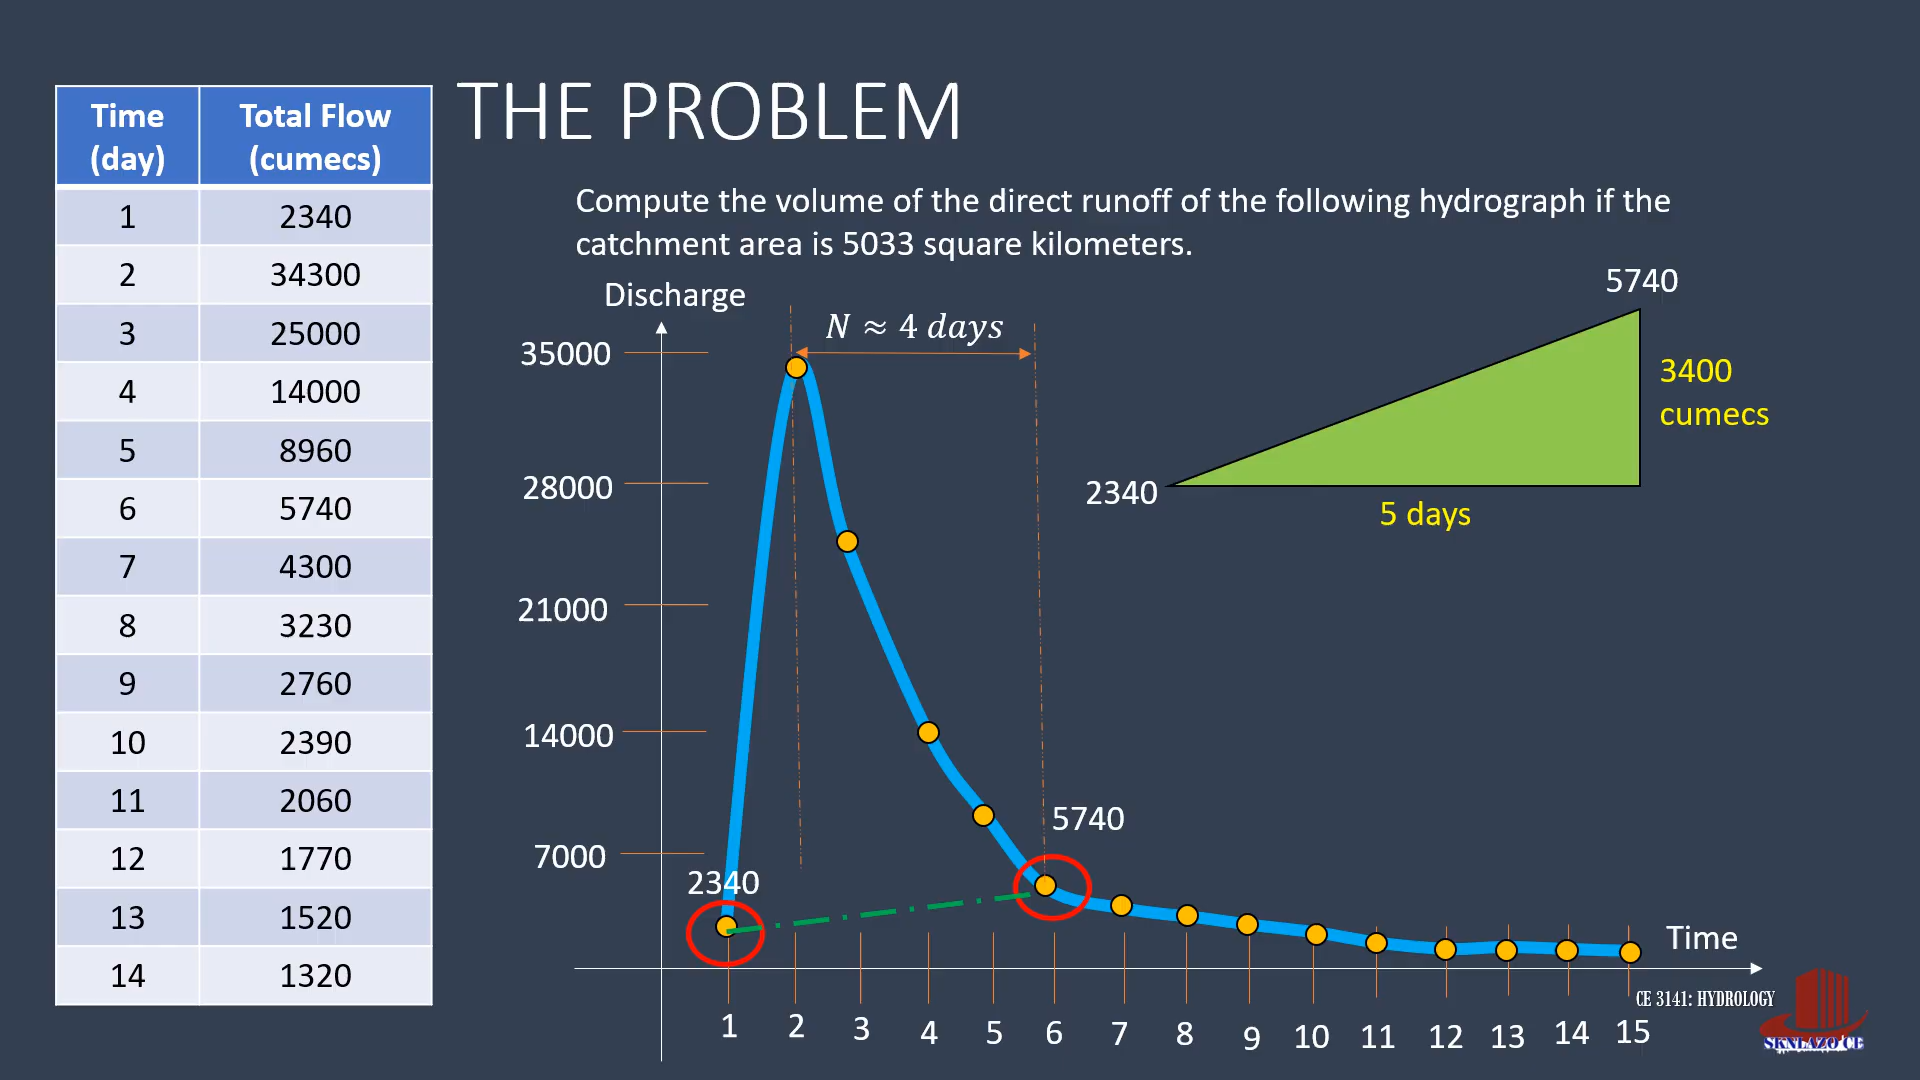 THE PROBLEM
Time (day) Total Flow (cumecs)
1 2340
2 34300
3 25000
4 14000
5 8960
6 5740
7 4300
8 3230
9 2760
10 2390
11 2060
12 1770
13 1520
14 1320
Compute the volume of the direct runoff of the following hydrograph if the
catchment area is 5033 square kilometers.
Discharge
N ≈ 4 days
35000
28000
21000
14000
7000
2340
5740
Time
1 2 3 4 5 6 7 8 9 10 11 12 13 14 15
5740
3400
cumecs
2340
5 days
CE 3141: HYDROLOGY
SKNLAZO CE